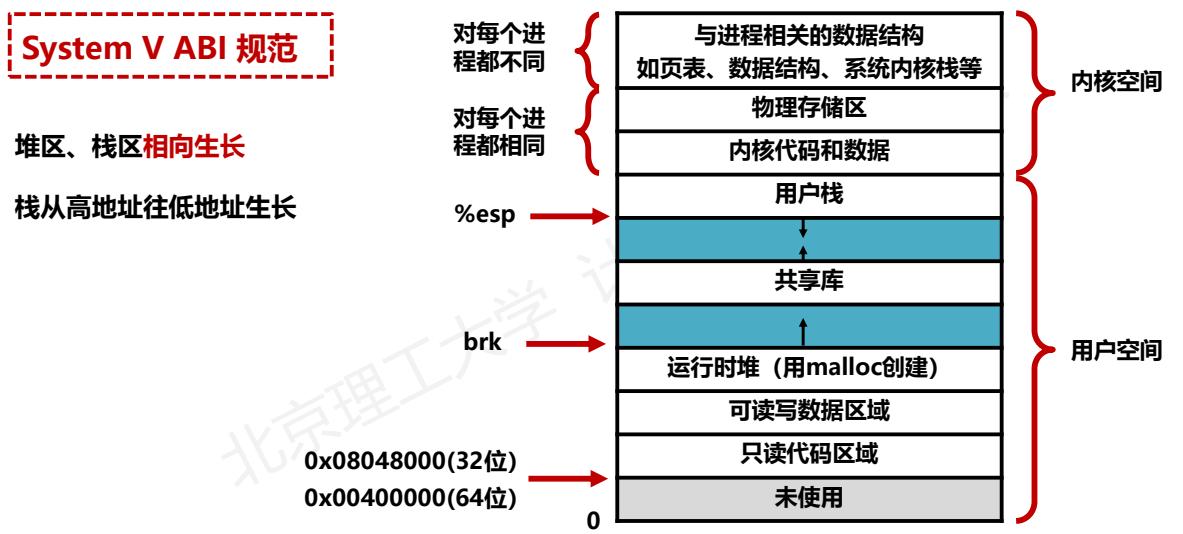 System V ABI 规范
堆区、栈区相向生长
栈从高地址往低地址生长
对每个进
程都不同
对每个进
程都相同
%esp
brk
0x08048000(32位)
0x00400000(64位)
0
与进程相关的数据结构
如页表、数据结构、系统内核栈等
物理存储区
内核代码和数据
用户栈
共享库
运行时堆（用malloc创建）
可读写数据区域
只读代码区域
未使用
内核空间
用户空间
北京理工大学 计